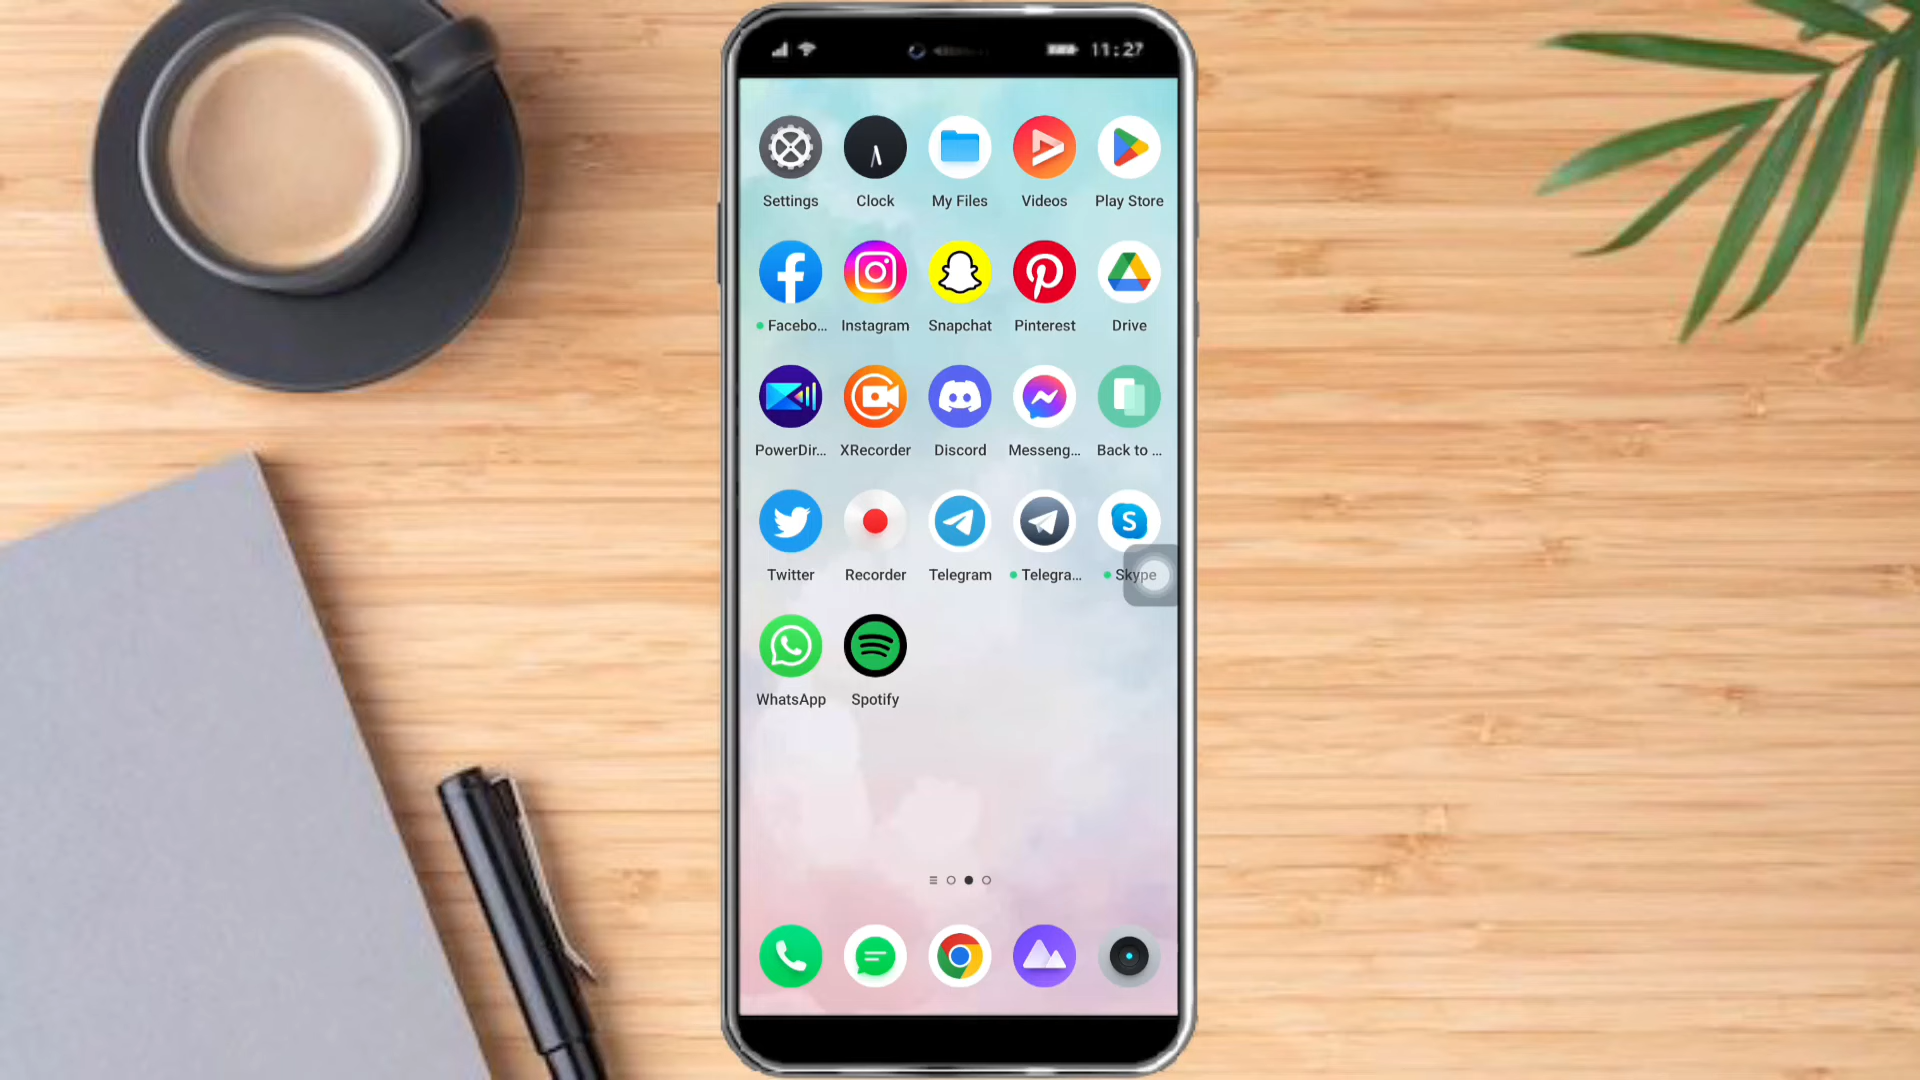 11:27
Settings Clock My Files Videos Play Store
Facebo... Instagram Snapchat Pinterest Drive
PowerDir... XRecorder Discord Messeng... Back to ...
Twitter Recorder Telegram Telegra... Skype
WhatsApp Spotify